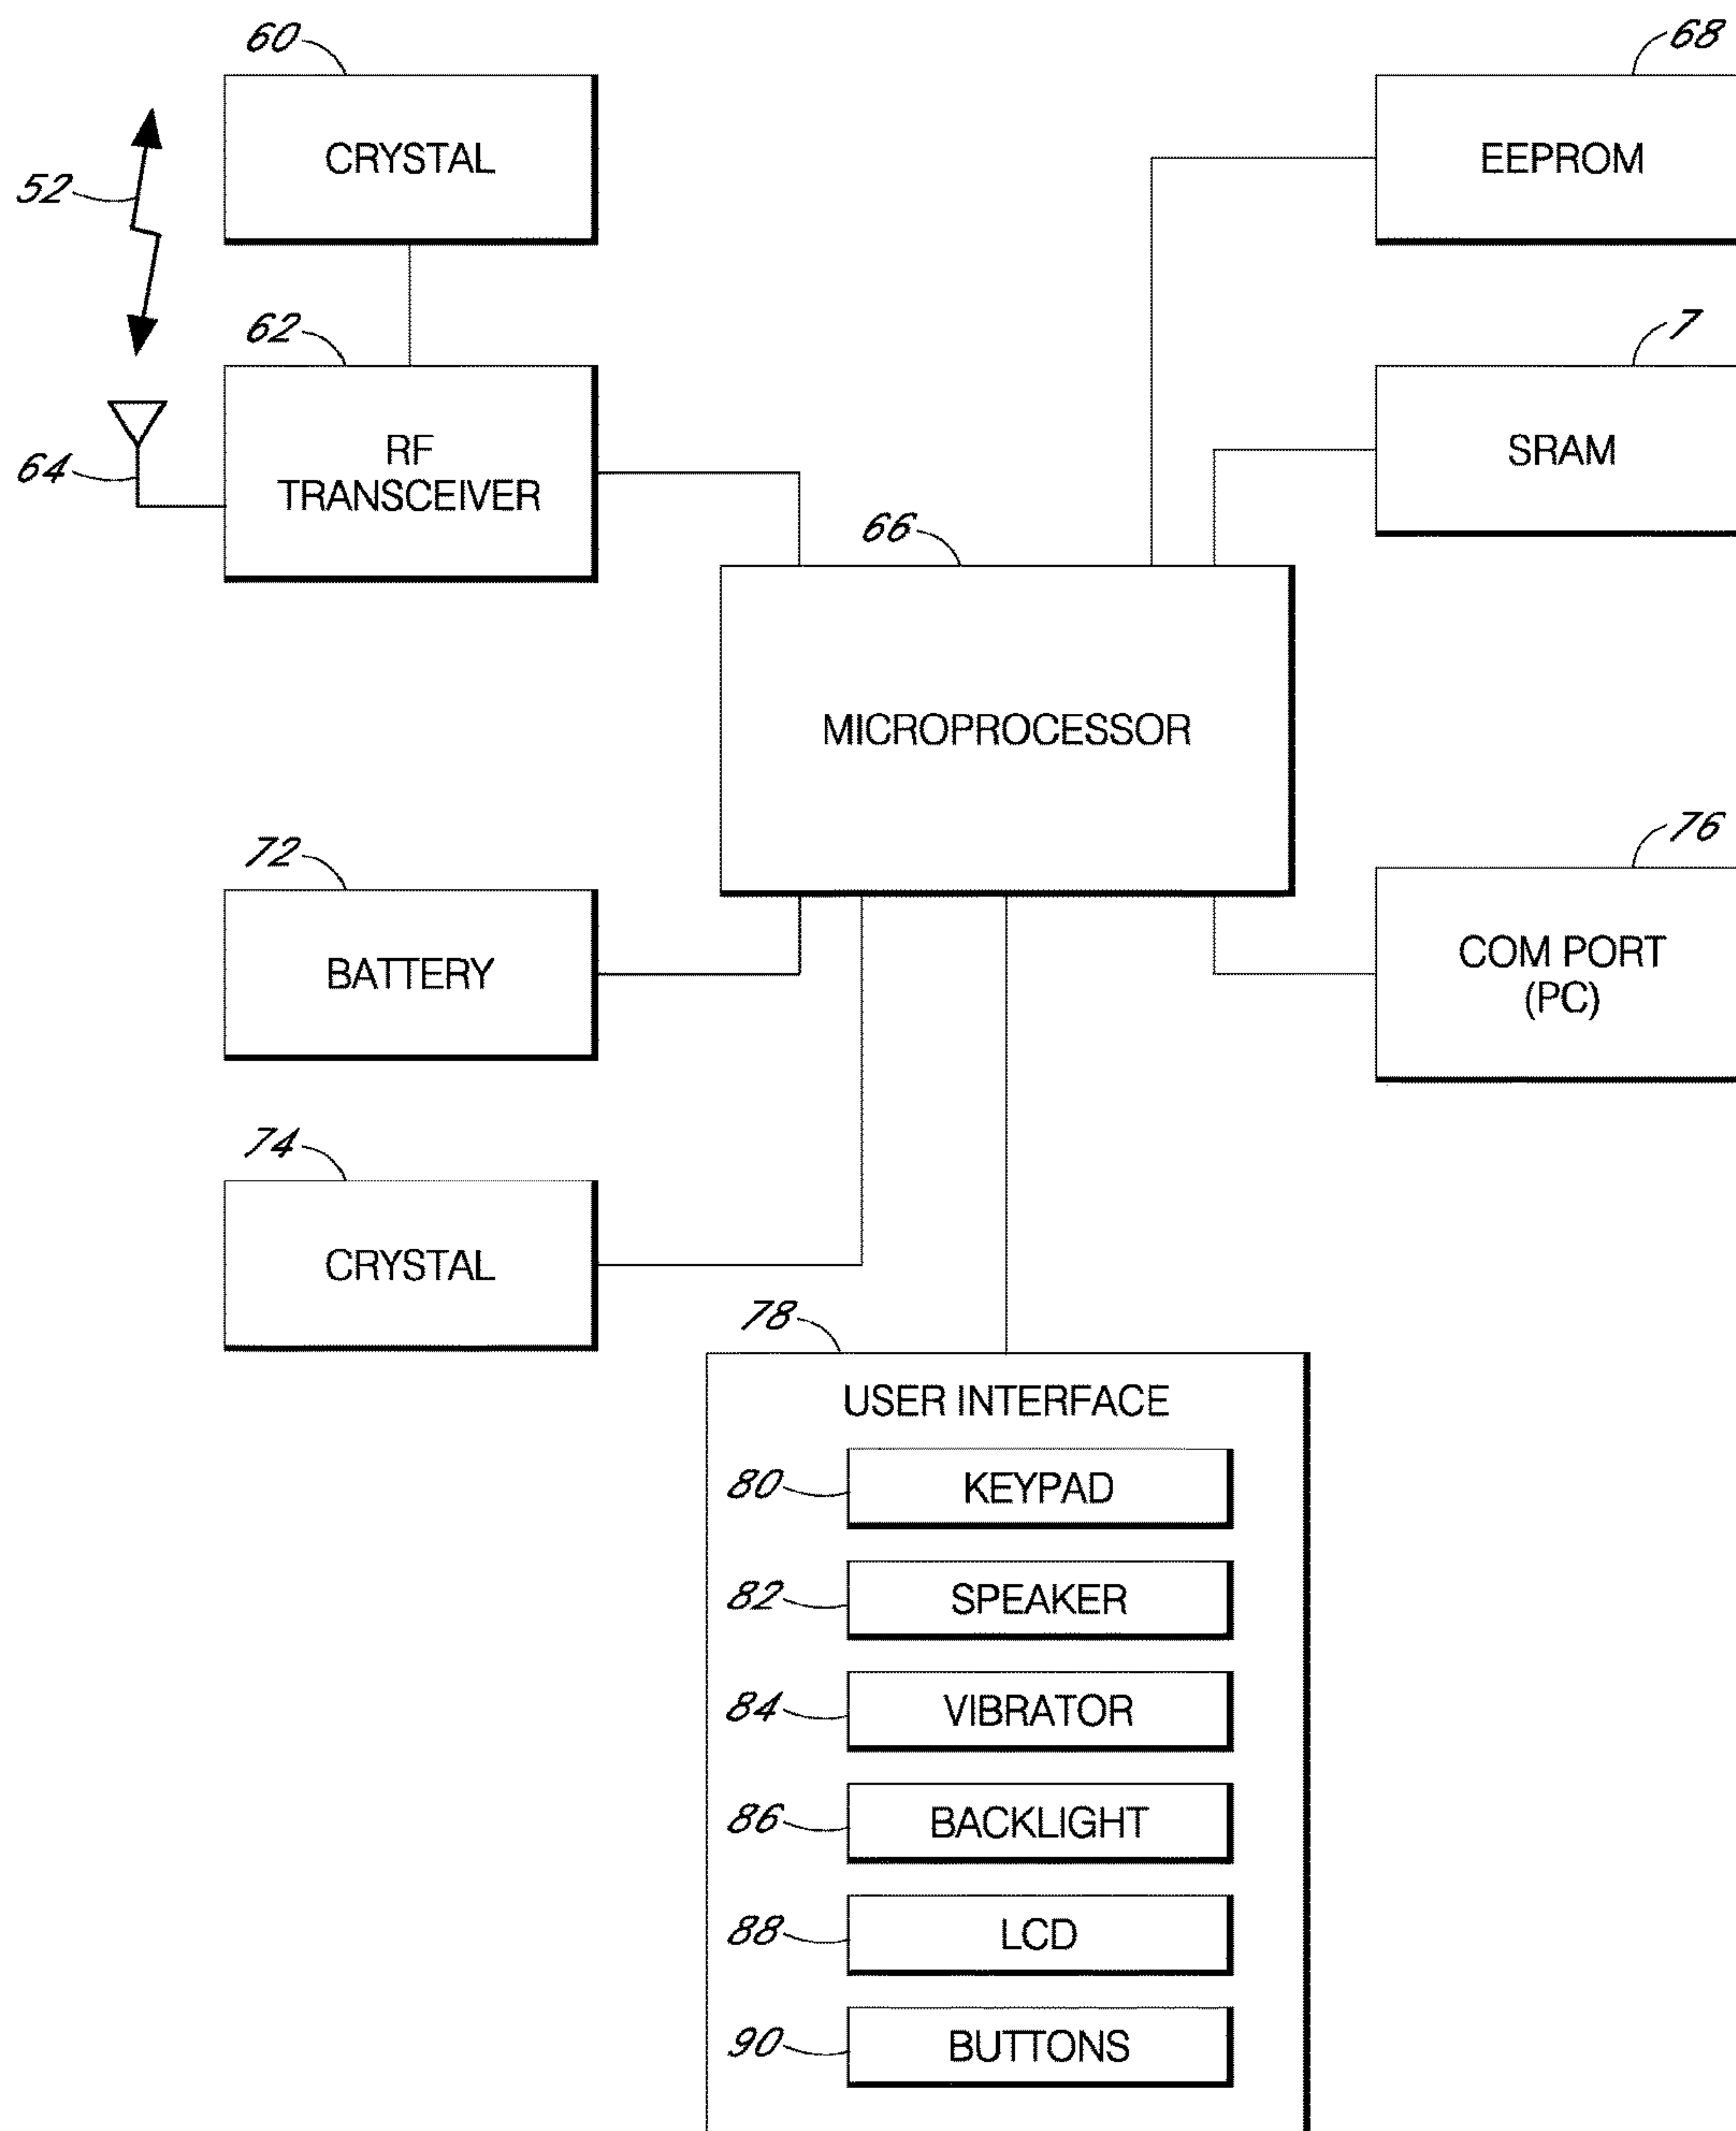 60
CRYSTAL
52
68
EEPROM
62
RF
TRANSCEIVER
64
7
SRAM
66
MICROPROCESSOR
72
BATTERY
76
COM PORT
(PC)
74
CRYSTAL
78
USER INTERFACE
80 KEYPAD
82 SPEAKER
84 VIBRATOR
86 BACKLIGHT
88 LCD
90 BUTTONS